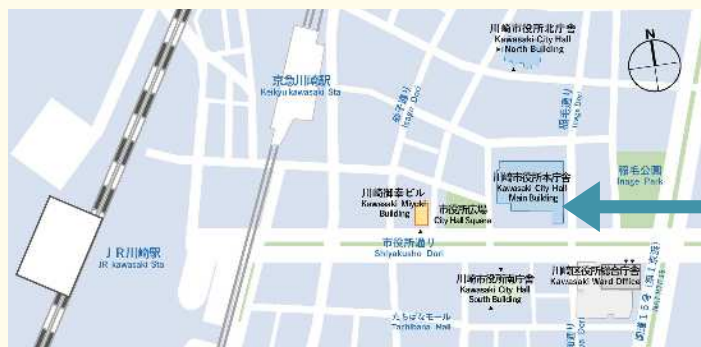 川崎市役所北庁舎
Kawasaki City Hall
North Building
N
京急川崎駅
Keikyu kawasaki Sta
Isago Dori
稲毛通り
Inage Dori
川崎市役所本庁舎
Kawasaki City Hall
Main Building
稲毛公園
Inage Park
川崎御幸ビル
Kawasaki Miyuki
Building
市役所広場
City Hall Square
市役所通り
Shiyakusho Dori
JR川崎駅
JR kawasaki Sta
川崎市役所南庁舎
Kawasaki City Hall
South Building
川崎区役所総合庁舎
Kawasaki Ward Office
たちばなモール
Tachibana Mall